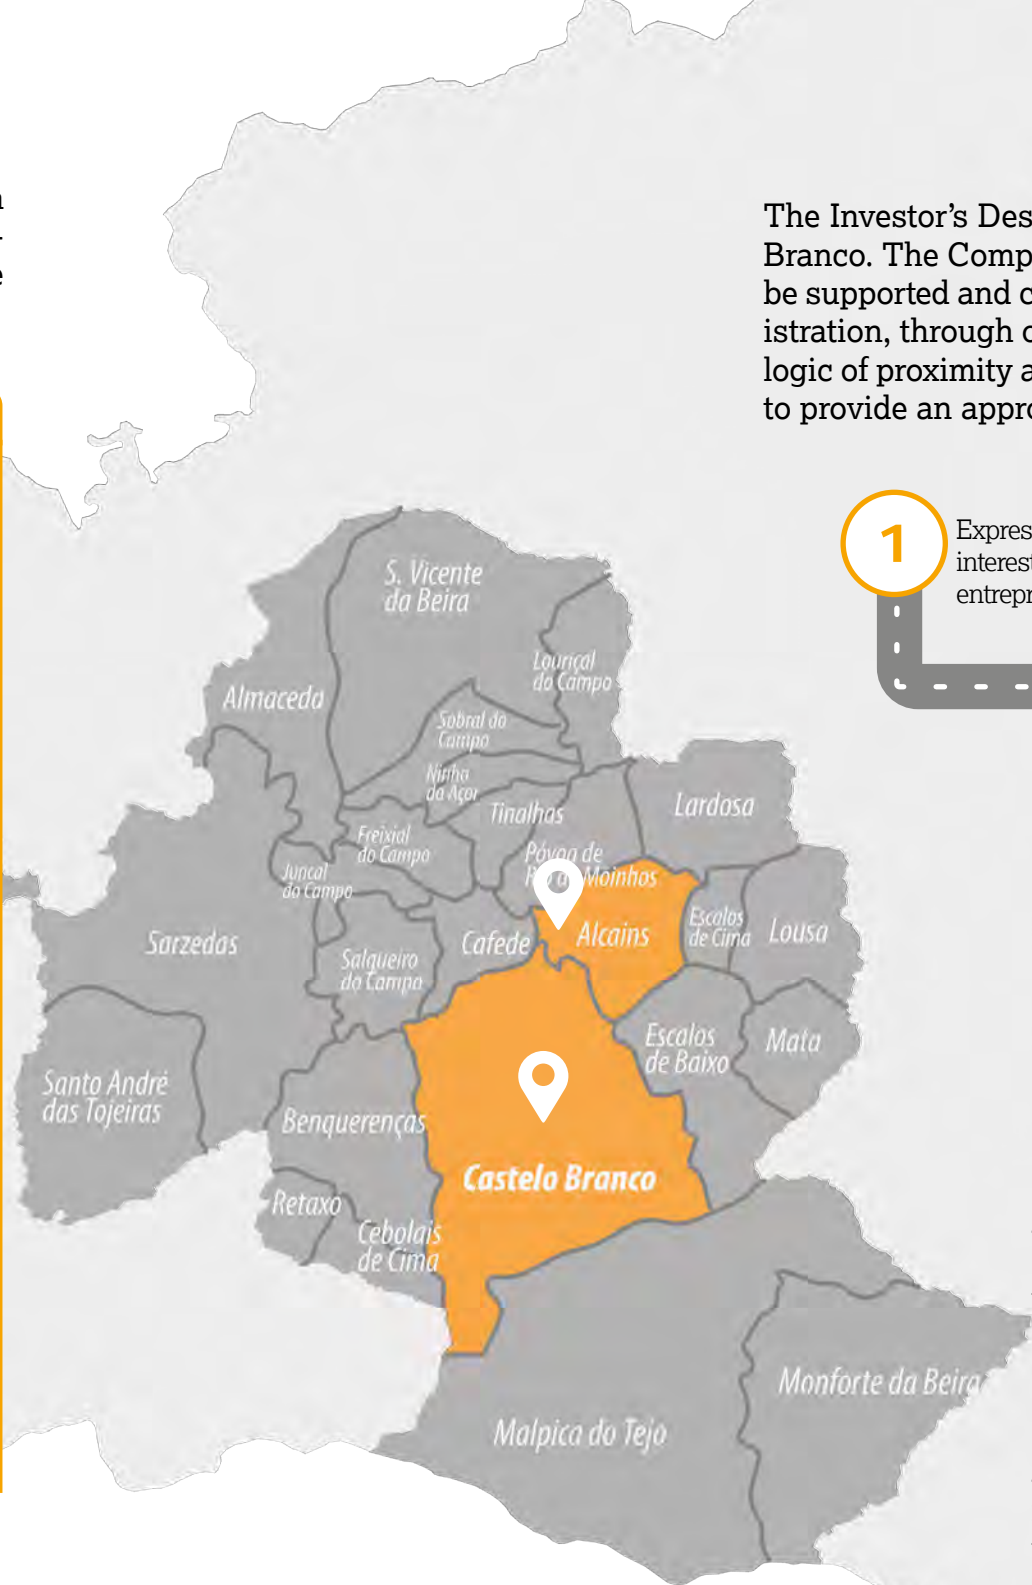 The Investor's Des
Branco. The Comp
be supported and c
istration, through c
logic of proximity a
to provide an appro
1
Expres
interest
entrepr
S. Vicente
da Beira
Louriçal
do Campo
Almaceda
Sobral do
Campo
Ninho
da Açor
Tinalhas
Lardosa
Freixial
do Campo
Póvoa de
Rio de Moinhos
Juncal
do Campo
Sarzedas
Salgueiro
do Campo
Cafede
Alcains
Escalos
de Cima
Lousa
Escalos
de Baixo
Mata
Santo André
das Tojeiras
Benquerenças
Castelo Branco
Retaxo
Cebolais
de Cima
Monforte da Beira
Malpica do Tejo